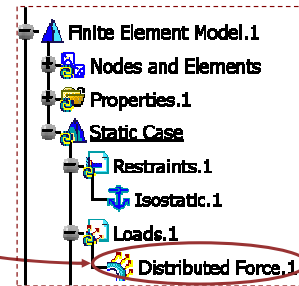 Finite Element Model.1
Nodes and Elements
Properties.1
Static Case
Restraints.1
Isostatic.1
Loads.1
Distributed Force.1